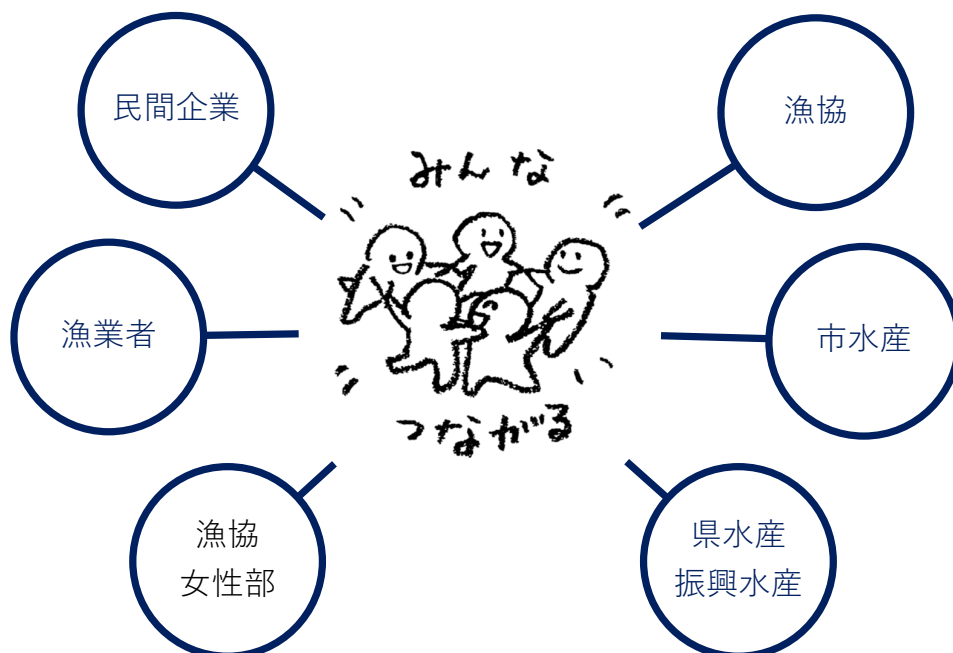 民間企業
漁協
みんな
漁業者
市水産
つながる
漁協
女性部
県水産
振興水産